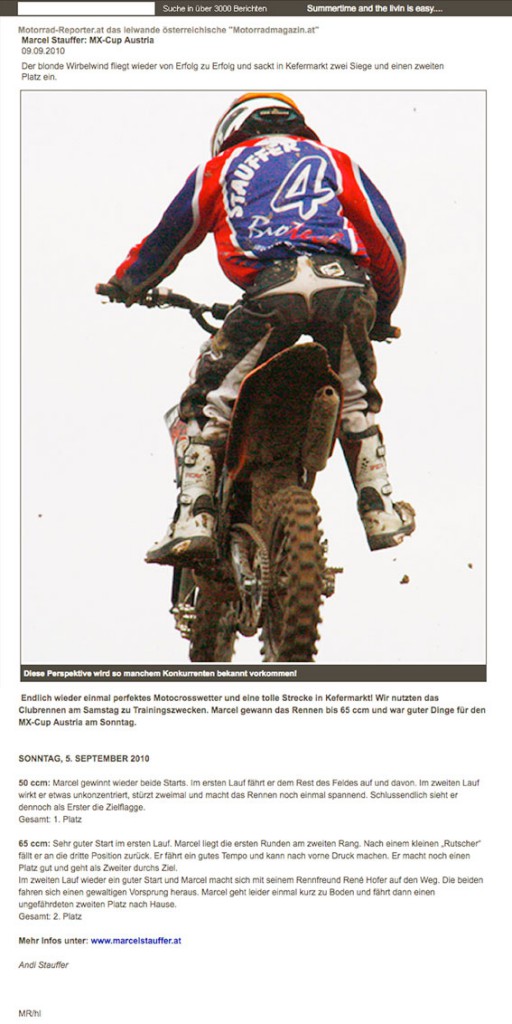 Suche in über 3000 Berichten
Summertime and the livin is easy....
Motorrad-Reporter.at das leiwande österreichische "Motorradmagazin.at"
Marcel Stauffer: MX-Cup Austria
09.09.2010
Der blonde Wirbelwind fliegt wieder von Erfolg zu Erfolg und sackt in Kefermarkt zwei Siege und einen zweiten
Platz ein.
STAUFFER
4
Diese Perspektive wird so manchem Konkurrenten bekannt vorkommen!
Endlich wieder einmal perfektes Motocrosswetter und eine tolle Strecke in Kefermarkt! Wir nutzten das
Clubrennen am Samstag zu Trainingszwecken. Marcel gewann das Rennen bis 65 ccm und war guter Dinge für den
MX-Cup Austria am Sonntag.
SONNTAG, 5. SEPTEMBER 2010
50 ccm: Marcel gewinnt wieder beide Starts. Im ersten Lauf fährt er dem Rest des Feldes auf und davon. Im zweiten Lauf
wirkt er etwas unkonzentriert, stürzt zweimal und macht das Rennen noch einmal spannend. Schlussendlich sieht er
dennoch als Erster die Zielflagge.
Gesamt: 1. Platz
65 ccm: Sehr guter Start im ersten Lauf. Marcel liegt die ersten Runden am zweiten Rang. Nach einem kleinen „Rutscher"
fällt er an die dritte Position zurück. Er fährt ein gutes Tempo und kann nach vorne Druck machen. Er macht noch einen
Platz gut und geht als Zweiter durchs Ziel.
Im zweiten Lauf wieder ein guter Start und Marcel macht sich mit seinem Rennfreund René Hofer auf den Weg. Die beiden
fahren sich einen gewaltigen Vorsprung heraus. Marcel geht leider einmal kurz zu Boden und fährt dann einen
ungefährdeten zweiten Platz nach Hause.
Gesamt: 2. Platz
Mehr Infos unter: www.marcelstauffer.at
Andi Stauffer
MR/hl